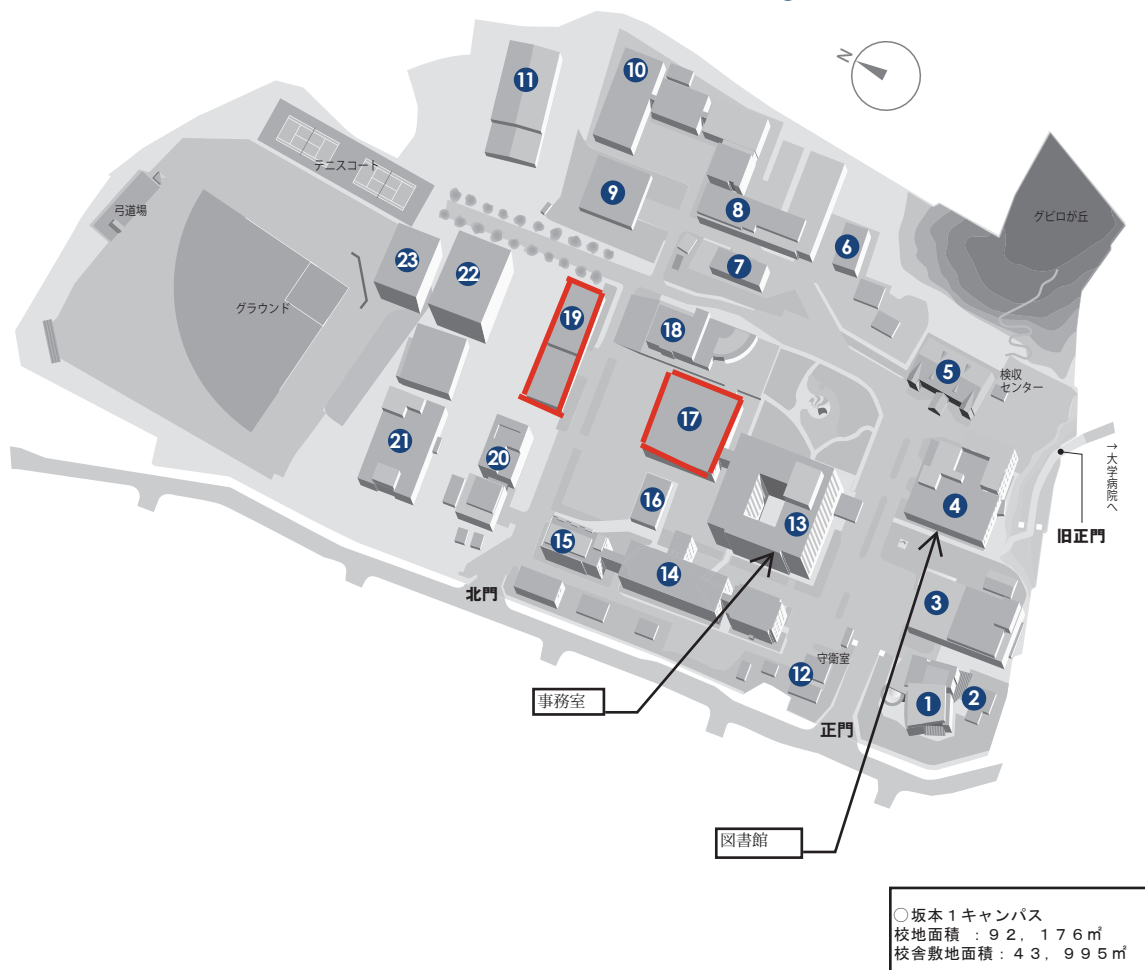 N
11
10
テニスコート
9
8
弓道場
グビロが丘
6
23
22
7
グラウンド
19
18
5
検収
センター
17
21
20
→大学病院へ
16
13
4
旧正門
15
14
北門
3
守衛室
12
事務室
1
2
正門
図書館
○坂本１キャンパス
校地面積　：９２，１７６㎡
校舎敷地面積：４３，９９５㎡